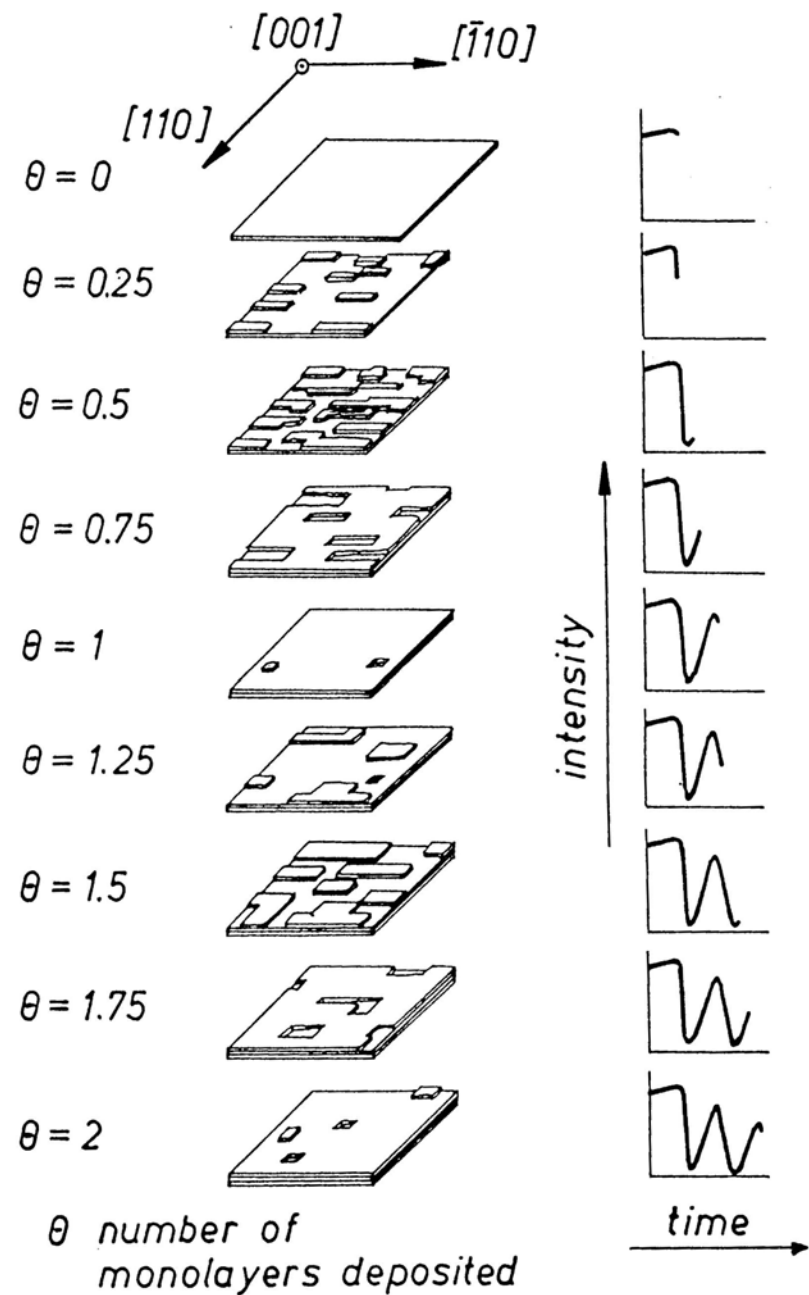 [001]
[1̄10]
[110]
θ = 0
θ = 0.25
θ = 0.5
θ = 0.75
θ = 1
θ = 1.25
θ = 1.5
θ = 1.75
θ = 2
intensity
time
θ number of
monolayers deposited